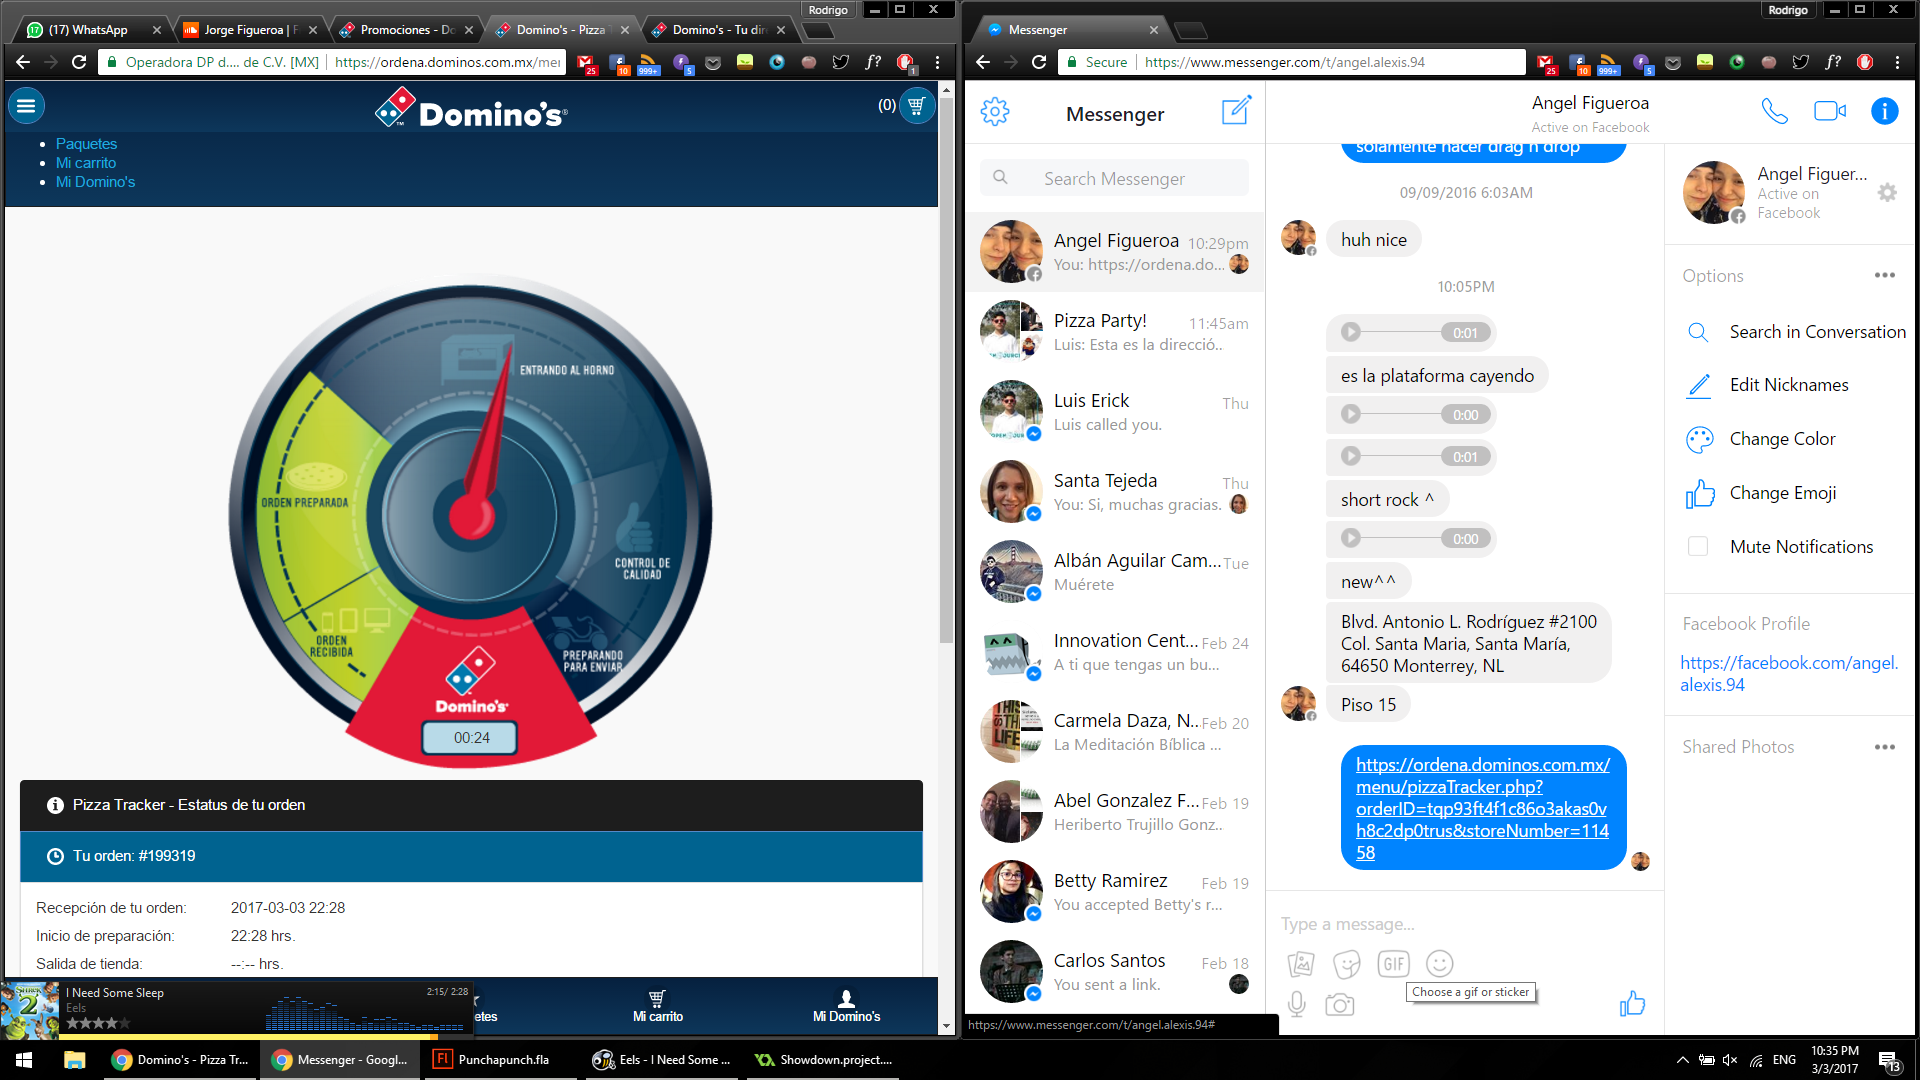 Rodrigo
(17) WhatsApp
Jorge Figueroa | F
Promociones - Do
Domino's - Pizza T
Domino's - Tu dire
Operadora DP d.... de C.V. [MX]
https://ordena.dominos.com.mx/me
25
10
999+
5
f?
1
Domino's
(0)
Paquetes
Mi carrito
Mi Domino's
ENTRANDO AL HORNO
ORDEN PREPARADA
CONTROL DE
CALIDAD
ORDEN
RECIBIDA
PREPARANDO
PARA ENVIAR
Domino's
00:24
Pizza Tracker - Estatus de tu orden
Tu orden: #199319
Recepción de tu orden: 2017-03-03 22:28
Inicio de preparación: 22:28 hrs.
Salida de tienda: --:-- hrs.
I Need Some Sleep
2:15/ 2:28
Eels
etes
Mi carrito
Mi Domino's
Rodrigo
Messenger
Secure
https://www.messenger.com/t/angel.alexis.94
25
10
999+
5
f?
Messenger
Search Messenger
Angel Figueroa 10:29pm
You: https://ordena.do...
Pizza Party! 11:45am
Luis: Esta es la direcció..
Luis Erick Thu
Luis called you.
Santa Tejeda Thu
You: Si, muchas gracias.
Albán Aguilar Cam... Tue
Muérete
Innovation Cent... Feb 24
A ti que tengas un bu...
Carmela Daza, N... Feb 20
La Meditación Bíblica ...
Abel Gonzalez F... Feb 19
Heriberto Trujillo Gonz..
Betty Ramirez Feb 19
You accepted Betty's r...
Carlos Santos Feb 18
You sent a link.
https://www.messenger.com/t/angel.alexis.94#
Angel Figueroa
Active on Facebook
solamente hacer drag n drop
09/09/2016 6:03AM
huh nice
10:05PM
0:01
es la plataforma cayendo
0:00
0:01
short rock ^
0:00
new^^
Blvd. Antonio L. Rodríguez #2100
Col. Santa Maria, Santa María,
64650 Monterrey, NL
Piso 15
https://ordena.dominos.com.mx/
menu/pizzaTracker.php?
orderID=tqp93ft4f1c86o3akas0v
h8c2dp0trus&storeNumber=114
58
Type a message...
GIF
Choose a gif or sticker
Angel Figuer...
Active on
Facebook
Options
Search in Conversation
Edit Nicknames
Change Color
Change Emoji
Mute Notifications
Facebook Profile
https://facebook.com/angel.
alexis.94
Shared Photos
Domino's - Pizza Tr...
Messenger - Googl...
Punchapunch.fla
Eels - I Need Some ...
Showdown.project....
ENG
10:35 PM
3/3/2017
13